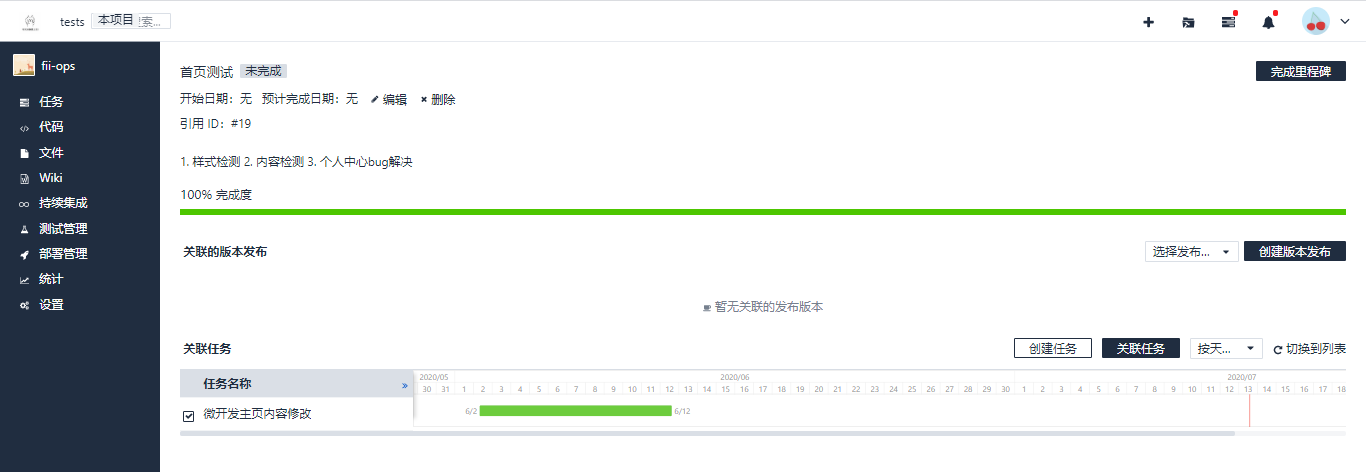 tests 本项目 索...
fii-ops
任务
代码
文件
Wiki
持续集成
测试管理
部署管理
统计
设置
首页测试 未完成 完成里程碑
开始日期：无 预计完成日期：无 编辑 删除
引用 ID：#19
1. 样式检测 2. 内容检测 3. 个人中心bug解决
100% 完成度
关联的版本发布 选择发布... 创建版本发布
暂无关联的发布版本
关联任务 创建任务 关联任务 按天... 切换到列表
任务名称 »
2020/05 2020/06 2020/07
30 31 1 2 3 4 5 6 7 8 9 10 11 12 13 14 15 16 17 18 19 20 21 22 23 24 25 26 27 28 29 30 1 2 3 4 5 6 7 8 9 10 11 12 13 14 15 16 17 18
微开发主页内容修改 6/2 6/12